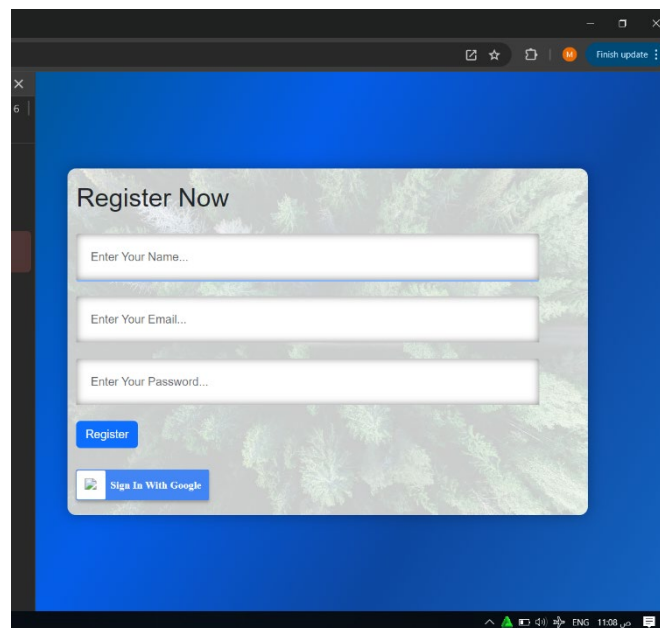 M
Finish update
6
Register Now
Enter Your Name...
Enter Your Email...
Enter Your Password...
Register
Sign In With Google
ENG
11:08 ص